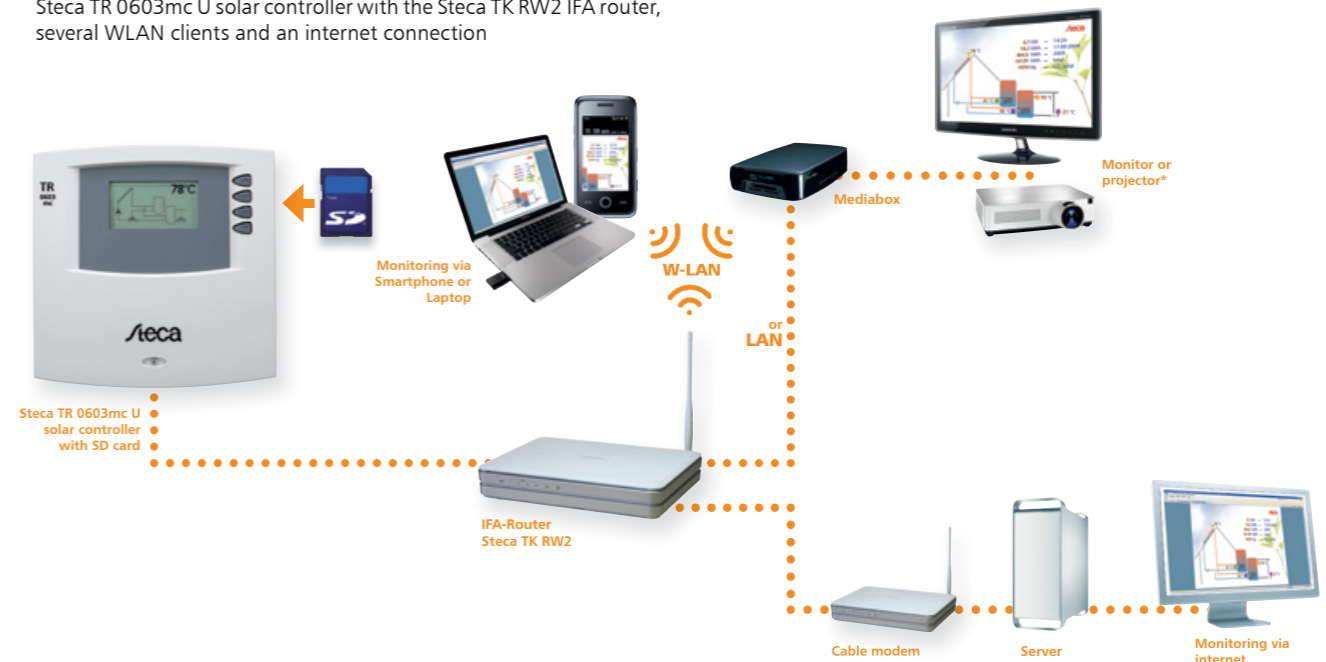 Steca TR 0603mc U solar controller with the Steca TK RW2 IFA router,
several WLAN clients and an internet connection
TR
0603
mc
78°C
Steca
SD
Steca TR 0603mc U
solar controller
with SD card
Monitoring via
Smartphone or
Laptop
W-LAN
or
LAN
Mediabox
Monitor or
projector*
IFA-Router
Steca TK RW2
Cable modem
Server
Monitoring via
internet